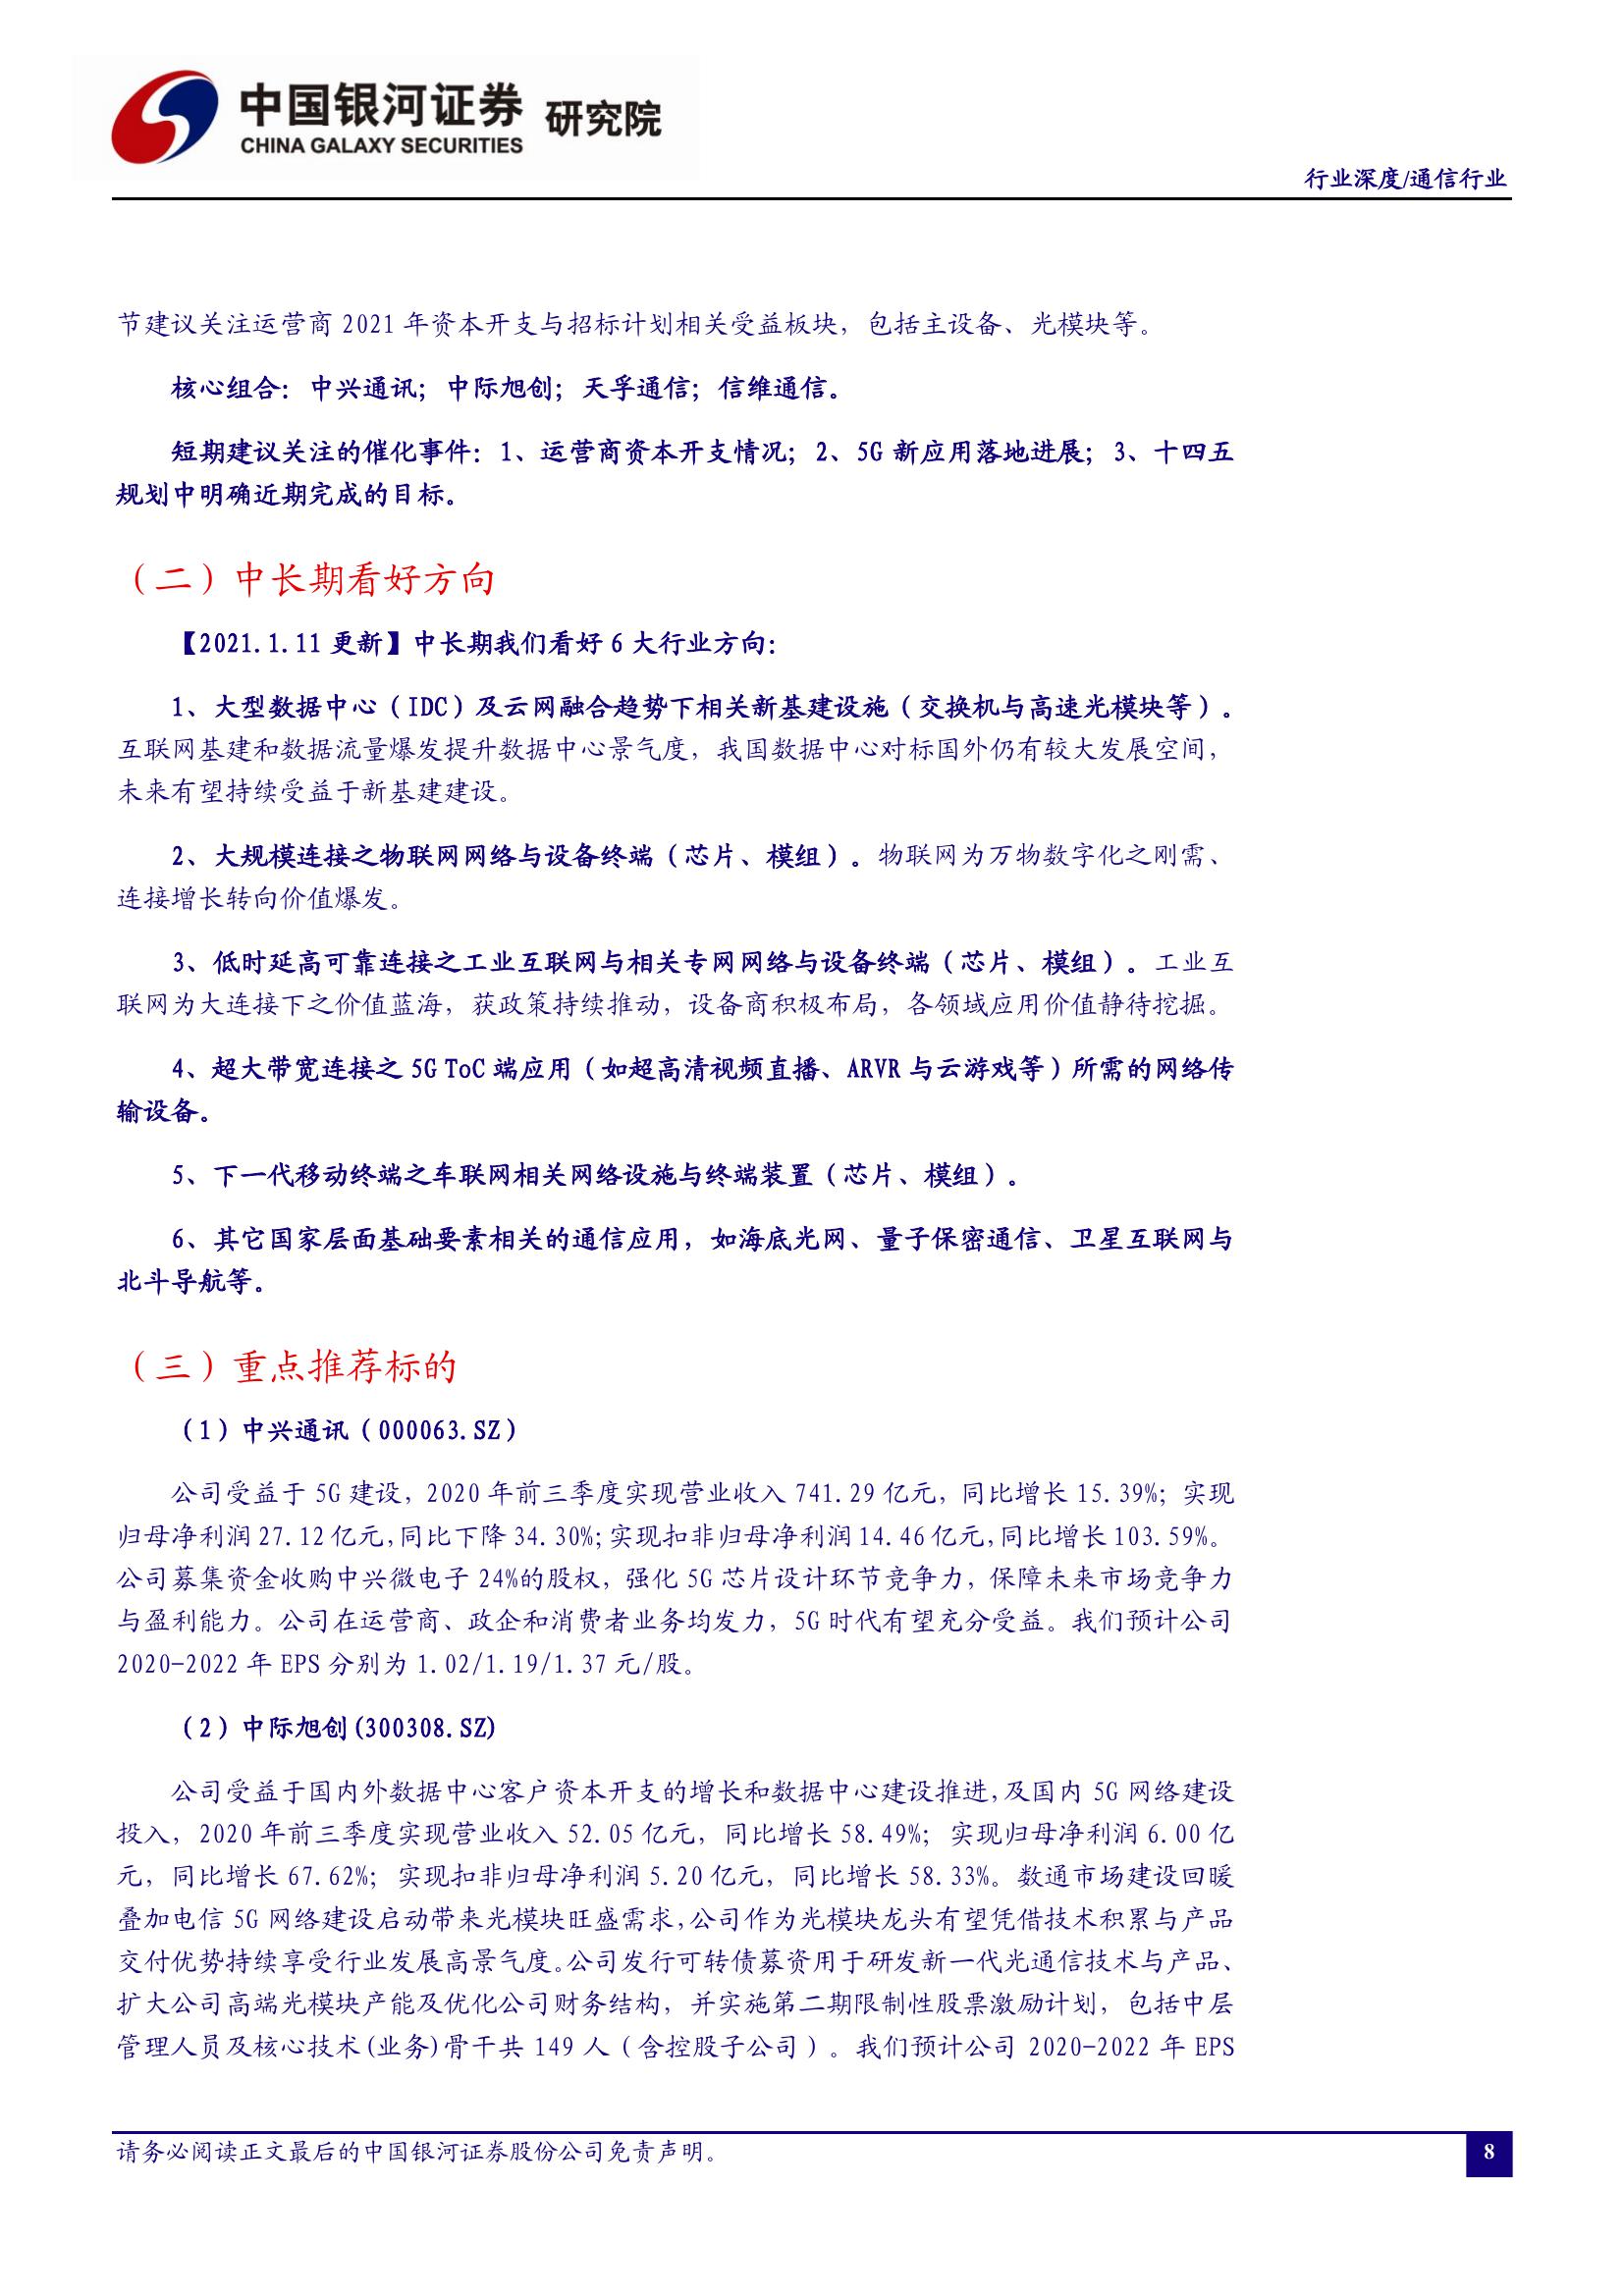 中国银河证券 研究院
CHINA GALAXY SECURITIES
行业深度/通信行业
节建议关注运营商 2021 年资本开支与招标计划相关受益板块，包括主设备、光模块等。
核心组合：中兴通讯；中际旭创；天孚通信；信维通信。
短期建议关注的催化事件：1、运营商资本开支情况；2、5G 新应用落地进展；3、十四五
规划中明确近期完成的目标。
（二）中长期看好方向
【2021.1.11 更新】中长期我们看好 6 大行业方向：
1、大型数据中心（IDC）及云网融合趋势下相关新基建设施（交换机与高速光模块等）。
互联网基建和数据流量爆发提升数据中心景气度，我国数据中心对标国外仍有较大发展空间，
未来有望持续受益于新基建建设。
2、大规模连接之物联网网络与设备终端（芯片、模组）。物联网为万物数字化之刚需、
连接增长转向价值爆发。
3、低时延高可靠连接之工业互联网与相关专网网络与设备终端（芯片、模组）。工业互
联网为大连接下之价值蓝海，获政策持续推动，设备商积极布局，各领域应用价值静待挖掘。
4、超大带宽连接之 5G ToC 端应用（如超高清视频直播、ARVR 与云游戏等）所需的网络传
输设备。
5、下一代移动终端之车联网相关网络设施与终端装置（芯片、模组）。
6、其它国家层面基础要素相关的通信应用，如海底光网、量子保密通信、卫星互联网与
北斗导航等。
（三）重点推荐标的
（1）中兴通讯（000063.SZ）
公司受益于 5G 建设，2020 年前三季度实现营业收入 741.29 亿元，同比增长 15.39%；实现
归母净利润 27.12 亿元,同比下降 34.30%;实现扣非归母净利润 14.46 亿元,同比增长 103.59%。
公司募集资金收购中兴微电子 24%的股权，强化 5G 芯片设计环节竞争力，保障未来市场竞争力
与盈利能力。公司在运营商、政企和消费者业务均发力，5G 时代有望充分受益。我们预计公司
2020-2022 年 EPS 分别为 1.02/1.19/1.37 元/股。
（2）中际旭创(300308.SZ)
公司受益于国内外数据中心客户资本开支的增长和数据中心建设推进,及国内 5G 网络建设
投入，2020 年前三季度实现营业收入 52.05 亿元，同比增长 58.49%；实现归母净利润 6.00 亿
元，同比增长 67.62%；实现扣非归母净利润 5.20 亿元，同比增长 58.33%。数通市场建设回暖
叠加电信 5G 网络建设启动带来光模块旺盛需求,公司作为光模块龙头有望凭借技术积累与产品
交付优势持续享受行业发展高景气度。公司发行可转债募资用于研发新一代光通信技术与产品、
扩大公司高端光模块产能及优化公司财务结构，并实施第二期限制性股票激励计划，包括中层
管理人员及核心技术(业务)骨干共 149 人（含控股子公司）。我们预计公司 2020-2022 年 EPS
请务必阅读正文最后的中国银河证券股份公司免责声明。
8